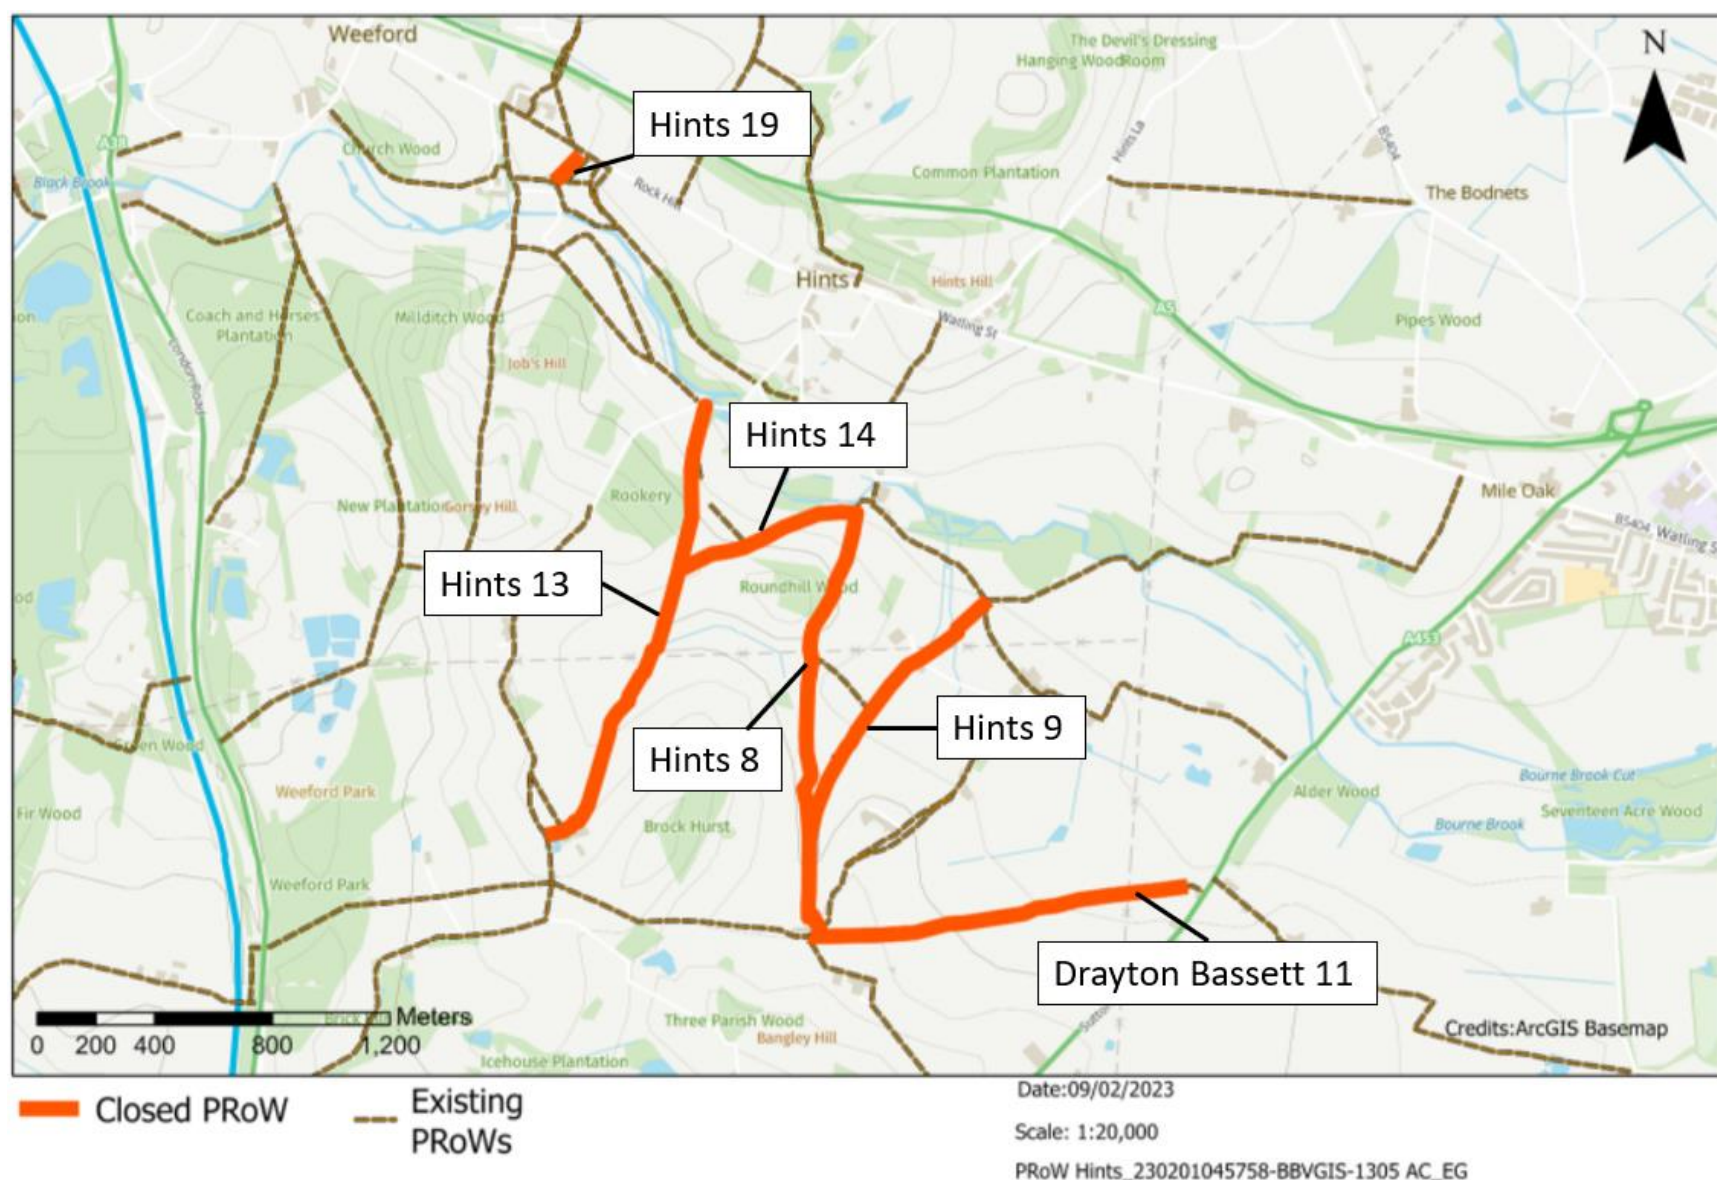 Weeford
N
The Devil's Dressing
Hanging Wood
Room
Hints 19
A38
Church Wood
Hints La
B5404
Common Plantation
Black Brook
Rock Hill
The Bodnets
Hints
Hints Hill
A5
Coach and Horses
Plantation
Millditch Wood
Watling St
Pipes Wood
London Road
Job's Hill
Hints 14
Rookery
Mile Oak
New Plantation
Gorsey Hill
B5404 Watling S
Hints 13
Roundhill W d
A453
Hints 9
Hints 8
Green Wood
Bourne Brook Cut
Weeford Park
Alder Wood
Fir Wood
Seventeen Acre Wood
Brock Hurst
Bourne Brook
Weeford Park
Drayton Bassett 11
Meters
Three Parish Wood
Sutto
Credits:ArcGIS Basemap
Bangley Hill
0 200 400 800 1,200
Icehouse Plantation
Closed PRoW
Existing
PRoWs
Date:09/02/2023
Scale: 1:20,000
PRoW Hints_230201045758-BBVGIS-1305 AC_EG